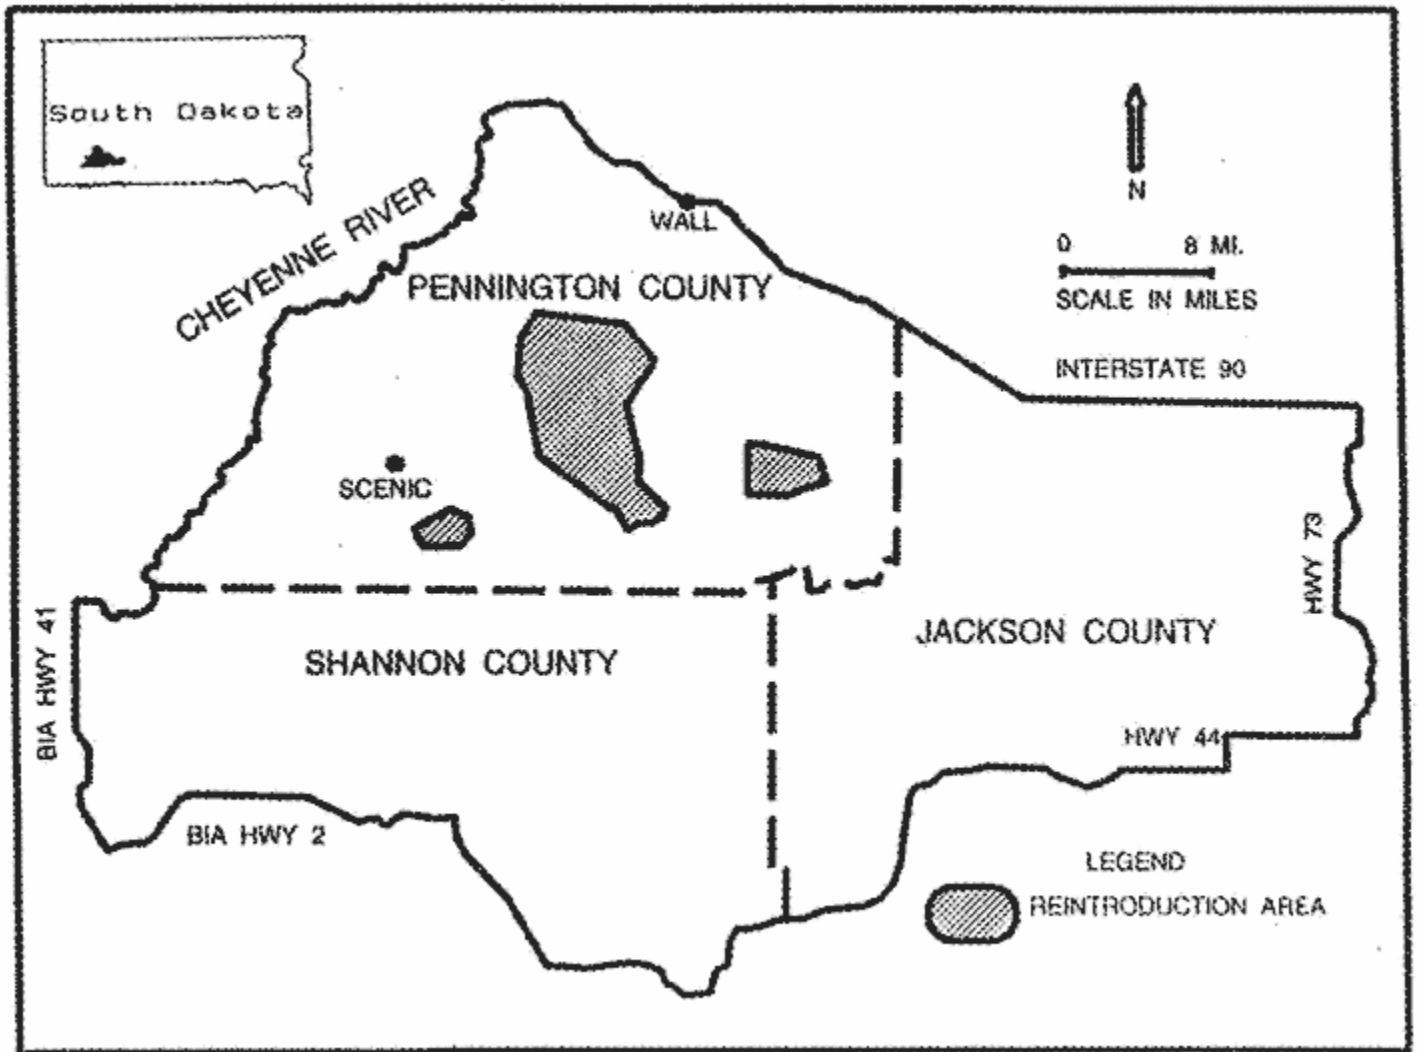 South Dakota
N
CHEYENNE RIVER
WALL
0 8 MI.
SCALE IN MILES
PENNINGTON COUNTY
INTERSTATE 90
SCENIC
HWY 73
BIA HWY 41
SHANNON COUNTY
JACKSON COUNTY
HWY 44
BIA HWY 2
LEGEND
REINTRODUCTION AREA